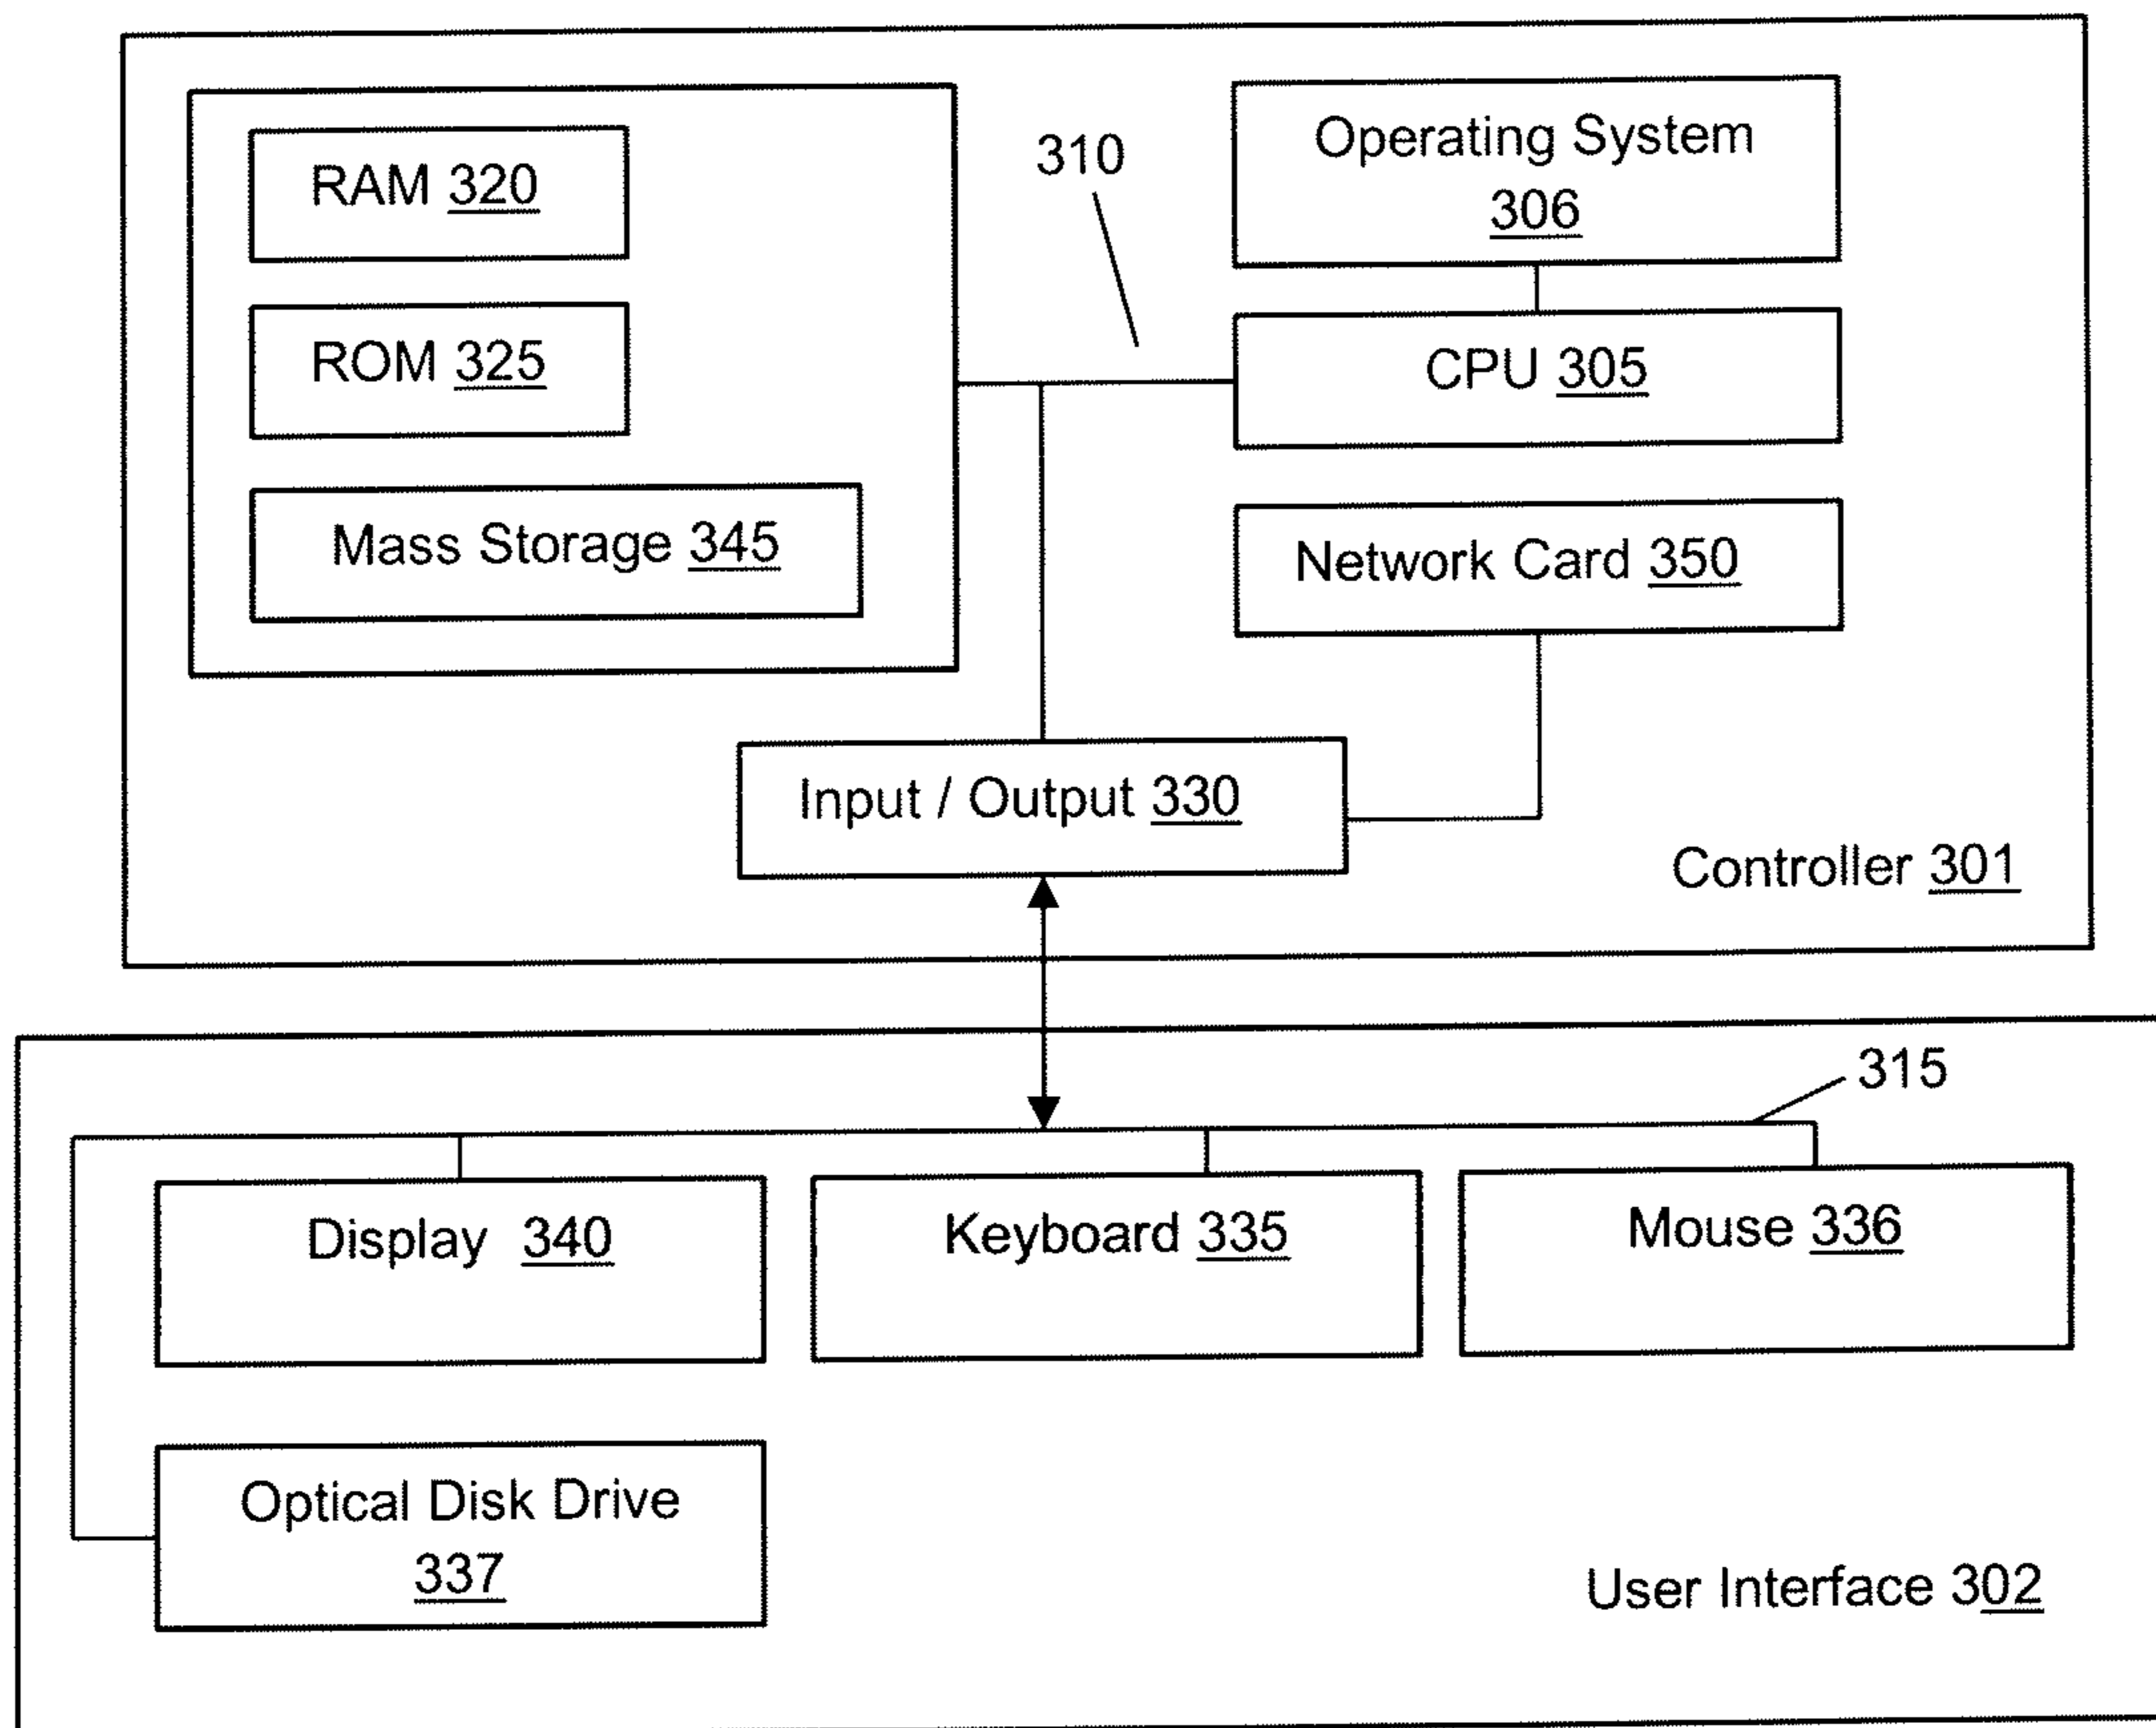 RAM 320
ROM 325
Mass Storage 345
310
Operating System
306
CPU 305
Network Card 350
Input / Output 330
Controller 301
315
Display 340
Keyboard 335
Mouse 336
Optical Disk Drive
337
User Interface 302